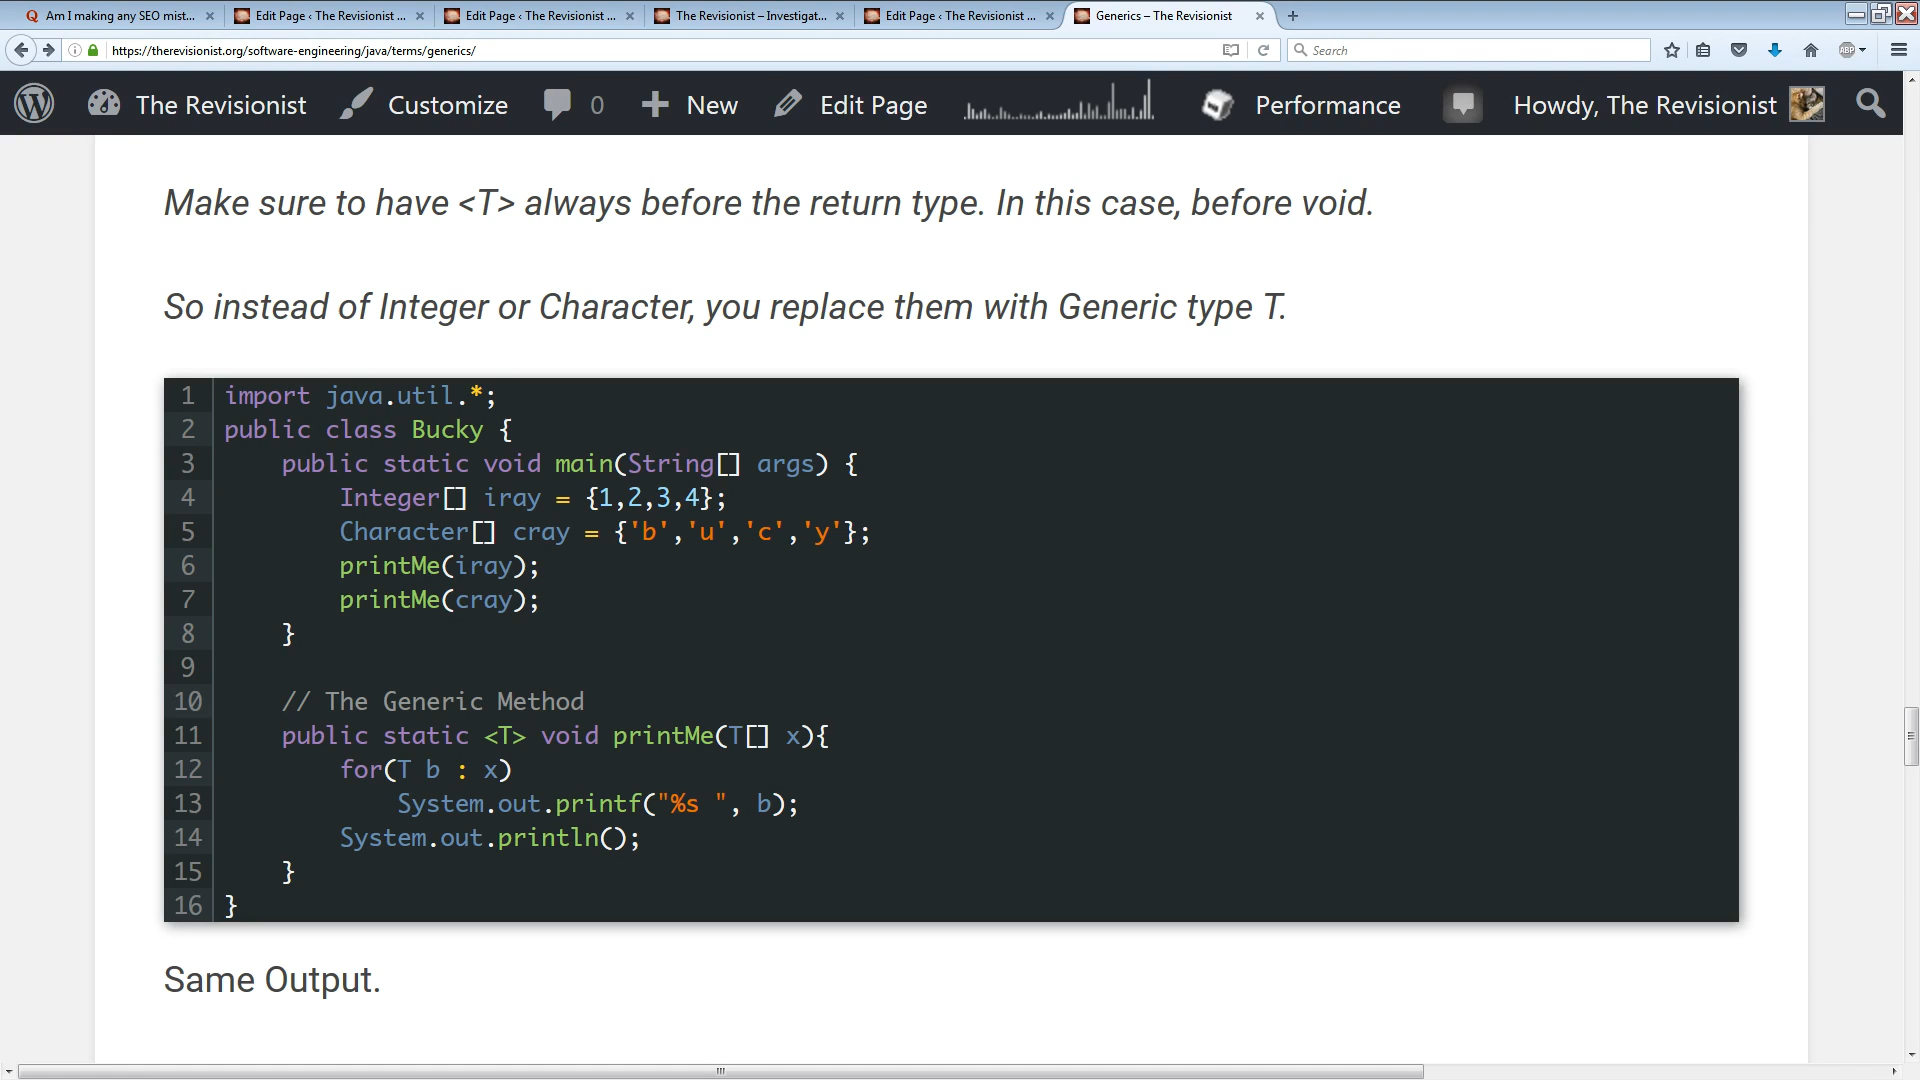 Am I making any SEO mist...
Edit Page ‹ The Revisionist ...
Edit Page ‹ The Revisionist ...
The Revisionist – Investigat...
Edit Page ‹ The Revisionist ...
Generics – The Revisionist
https://therevisionist.org/software-engineering/java/terms/generics/
Search
ABP
The Revisionist
Customize
0
New
Edit Page
Performance
Howdy, The Revisionist
Make sure to have <T> always before the return type. In this case, before void.
So instead of Integer or Character, you replace them with Generic type T.
1 import java.util.*;
2 public class Bucky {
3     public static void main(String[] args) {
4         Integer[] iray = {1,2,3,4};
5         Character[] cray = {'b','u','c','y'};
6         printMe(iray);
7         printMe(cray);
8     }
9
10     // The Generic Method
11     public static <T> void printMe(T[] x){
12         for(T b : x)
13             System.out.printf("%s ", b);
14         System.out.println();
15     }
16 }
Same Output.